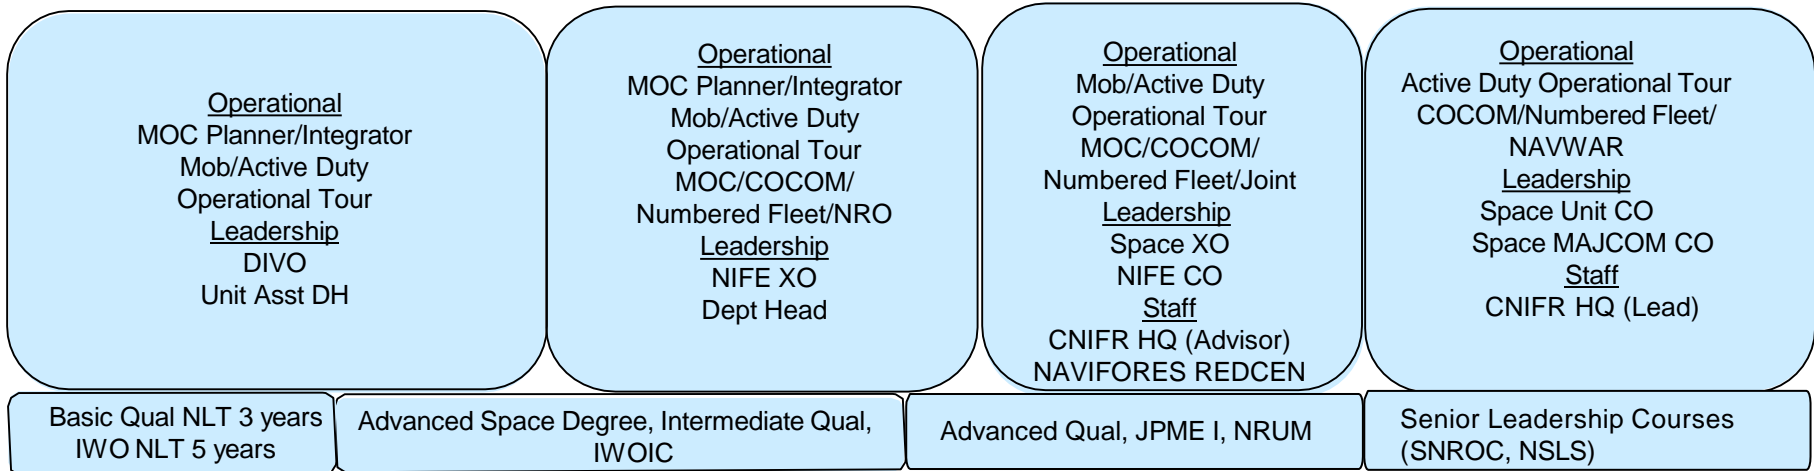 Operational
MOC Planner/Integrator
Mob/Active Duty
Operational Tour
Leadership
DIVO
Unit Asst DH
Operational
MOC Planner/Integrator
Mob/Active Duty
Operational Tour
MOC/COCOM/
Numbered Fleet/NRO
Leadership
NIFE XO
Dept Head
Operational
Mob/Active Duty
Operational Tour
MOC/COCOM/
Numbered Fleet/Joint
Leadership
Space XO
NIFE CO
Staff
CNIFR HQ (Advisor)
NAVIFORES REDCEN
Operational
Active Duty Operational Tour
COCOM/Numbered Fleet/
NAVWAR
Leadership
Space Unit CO
Space MAJCOM CO
Staff
CNIFR HQ (Lead)
Basic Qual NLT 3 years
IWO NLT 5 years
Advanced Space Degree, Intermediate Qual,
IWOIC
Advanced Qual, JPME I, NRUM
Senior Leadership Courses
(SNROC, NSLS)